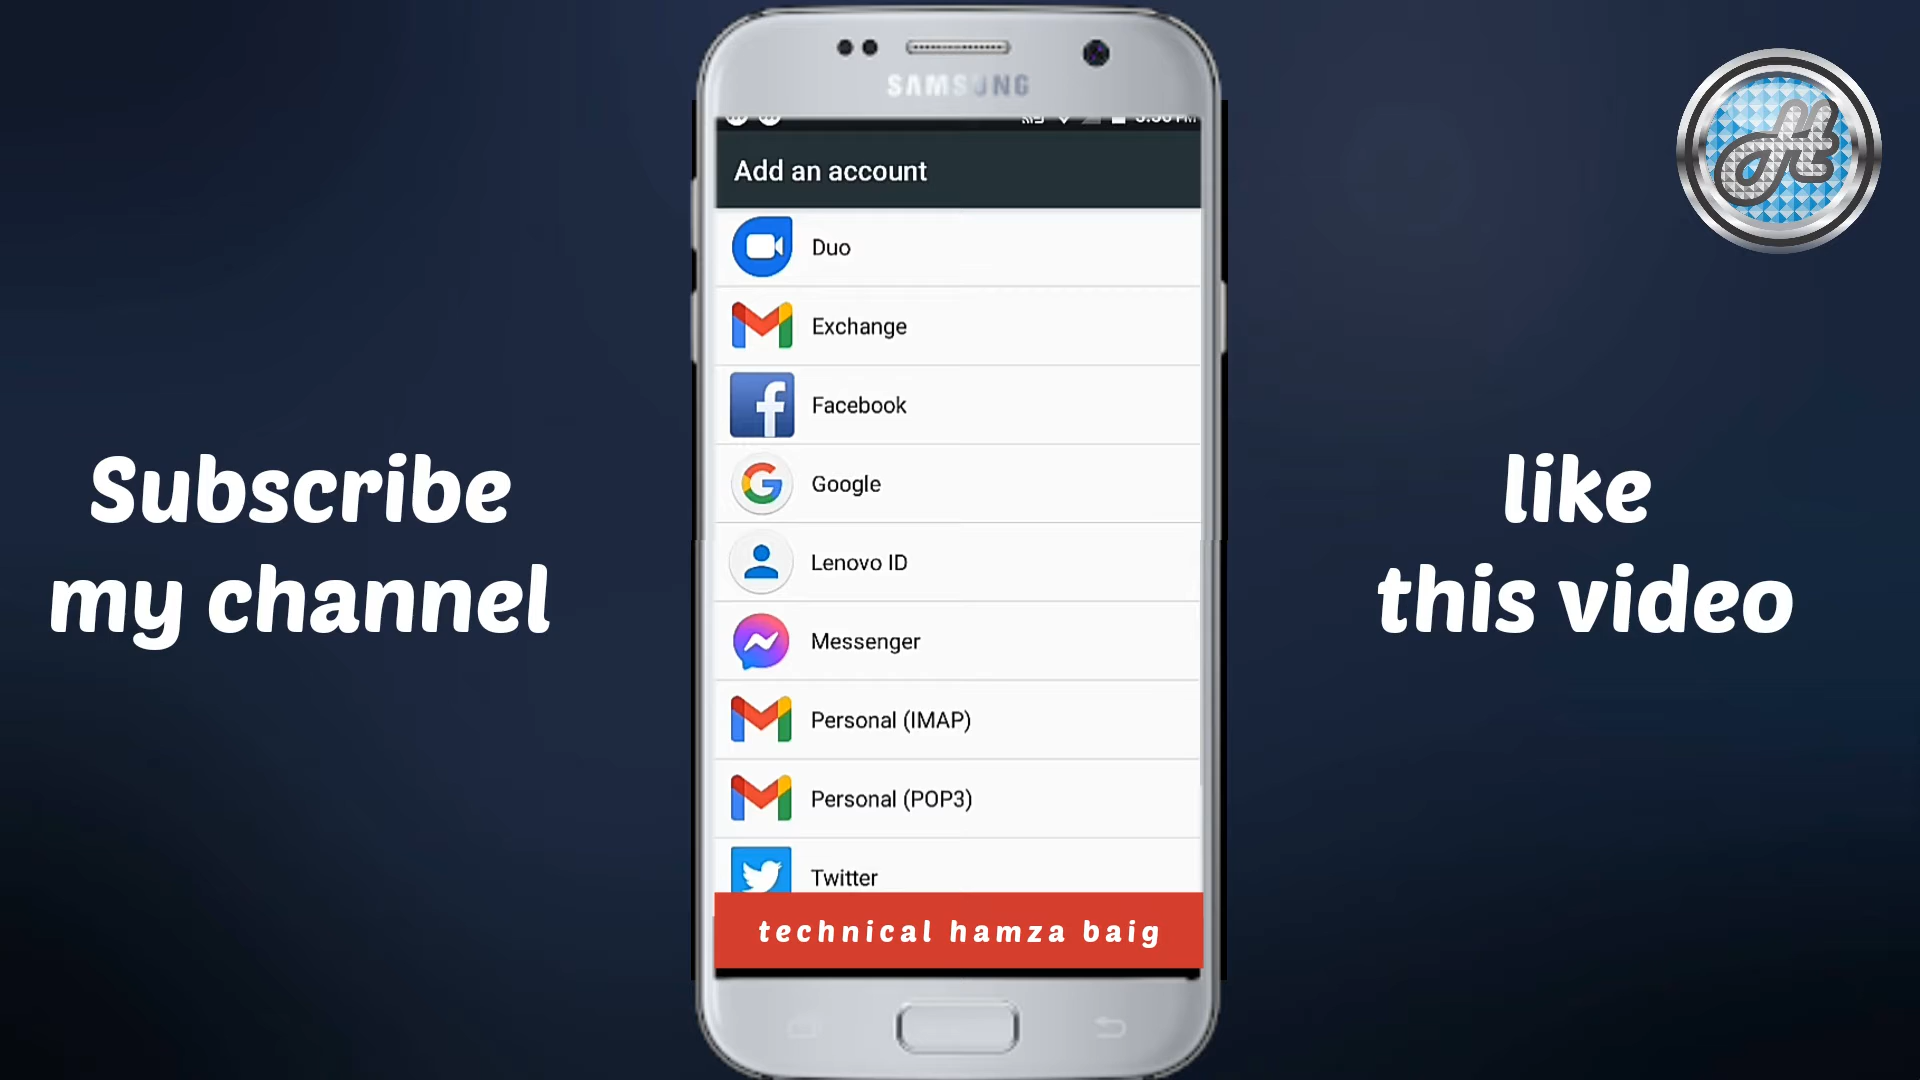 SAMSUNG
Add an account
Duo
Exchange
Facebook
Google
Lenovo ID
Messenger
Personal (IMAP)
Personal (POP3)
Twitter
technical hamza baig
Subscribe
my channel
like
this video